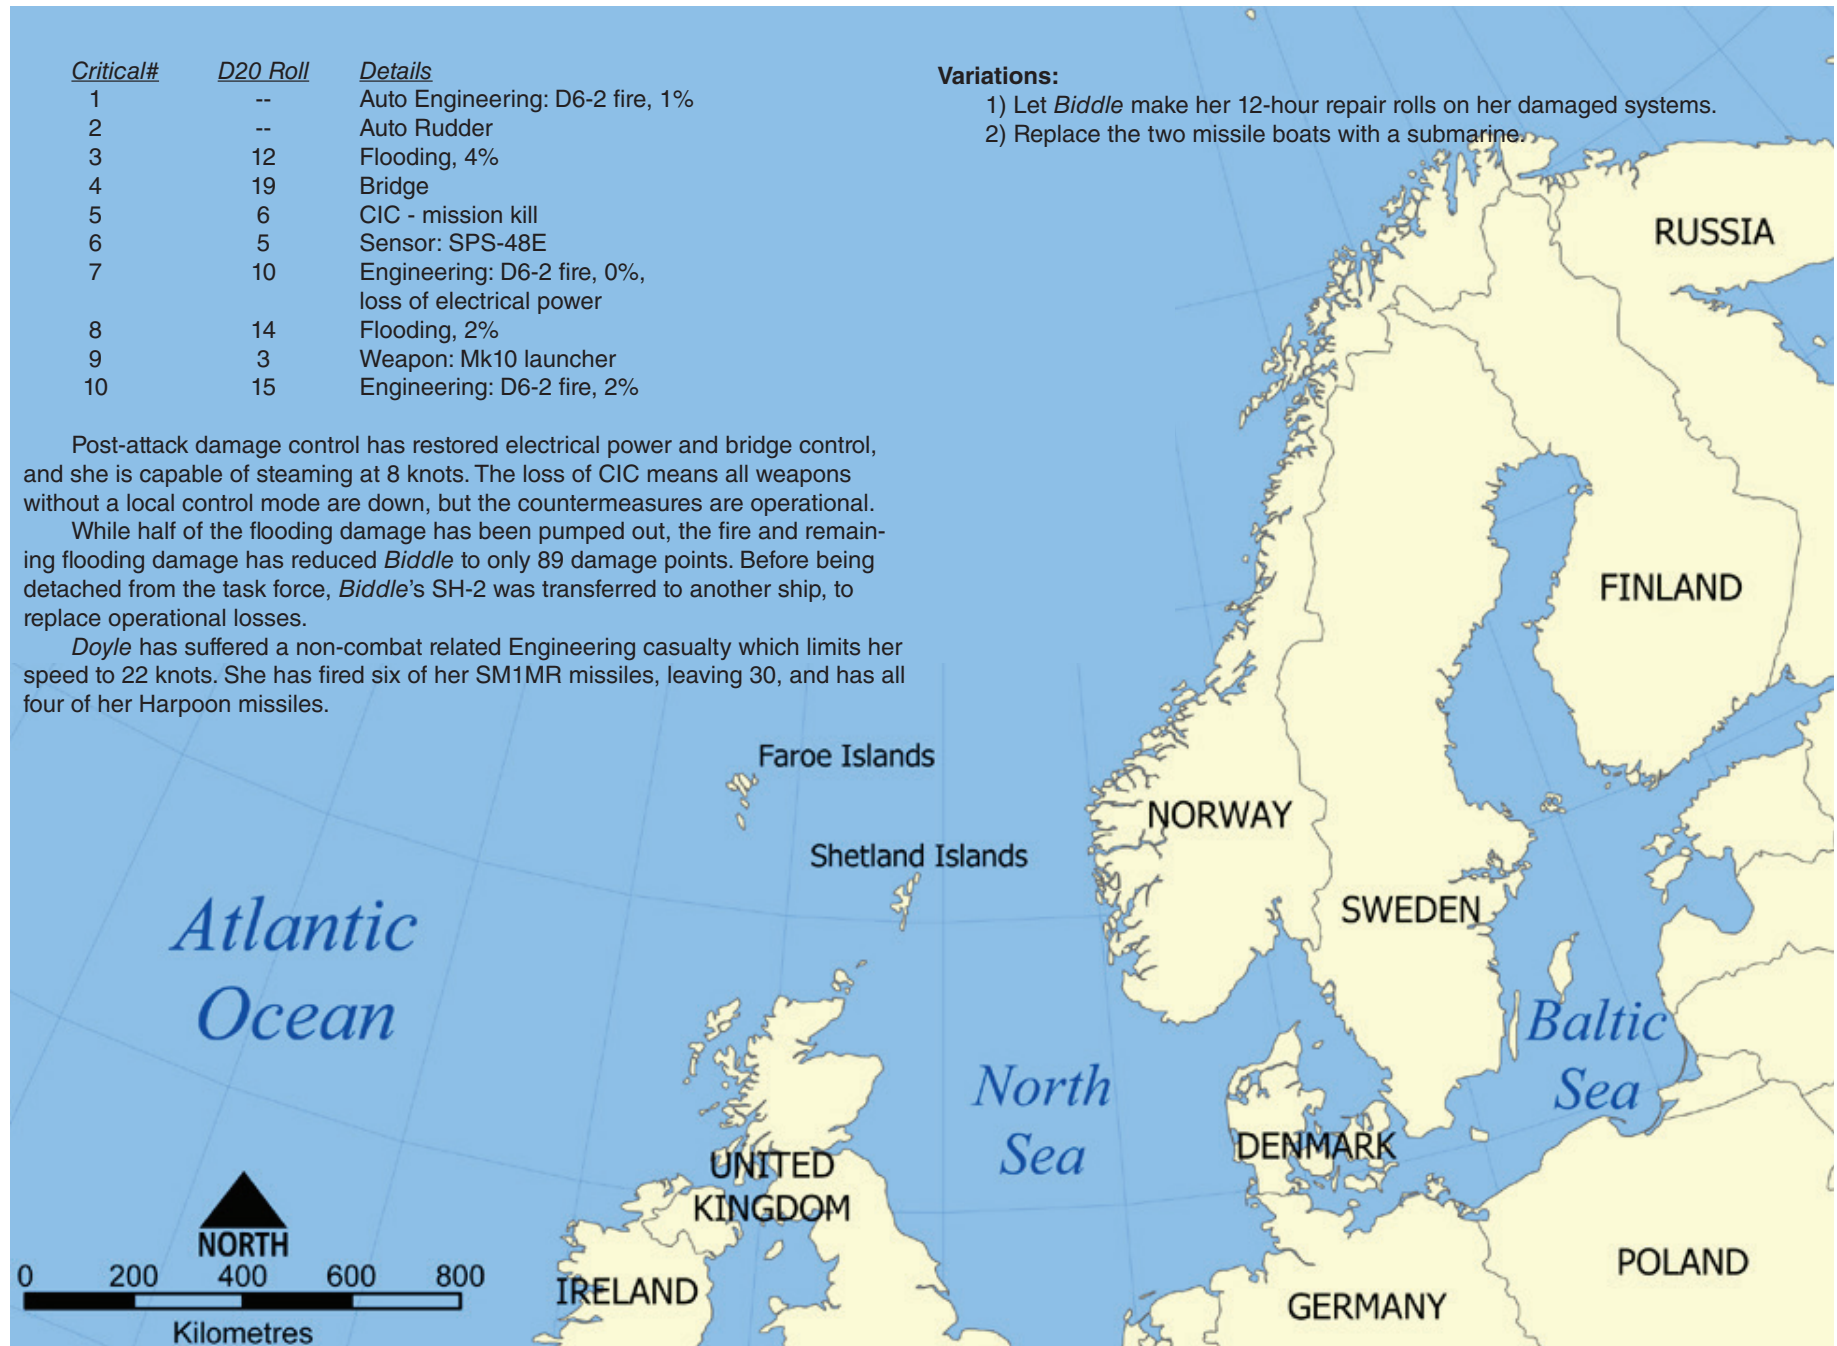 Critical# D20 Roll Details
1 -- Auto Engineering: D6-2 fire, 1%
2 -- Auto Rudder
3 12 Flooding, 4%
4 19 Bridge
5 6 CIC - mission kill
6 5 Sensor: SPS-48E
7 10 Engineering: D6-2 fire, 0%,
loss of electrical power
8 14 Flooding, 2%
9 3 Weapon: Mk10 launcher
10 15 Engineering: D6-2 fire, 2%
Post-attack damage control has restored electrical power and bridge control,
and she is capable of steaming at 8 knots. The loss of CIC means all weapons
without a local control mode are down, but the countermeasures are operational.
While half of the flooding damage has been pumped out, the fire and remain-
ing flooding damage has reduced Biddle to only 89 damage points. Before being
detached from the task force, Biddle's SH-2 was transferred to another ship, to
replace operational losses.
Doyle has suffered a non-combat related Engineering casualty which limits her
speed to 22 knots. She has fired six of her SM1MR missiles, leaving 30, and has all
four of her Harpoon missiles.
Variations:
1) Let Biddle make her 12-hour repair rolls on her damaged systems.
2) Replace the two missile boats with a submarine.
RUSSIA
FINLAND
Faroe Islands
NORWAY
Shetland Islands
SWEDEN
Atlantic
Ocean
Baltic
Sea
North
Sea
DENMARK
UNITED
KINGDOM
NORTH
POLAND
0 200 400 600 800
Kilometres
IRELAND
GERMANY